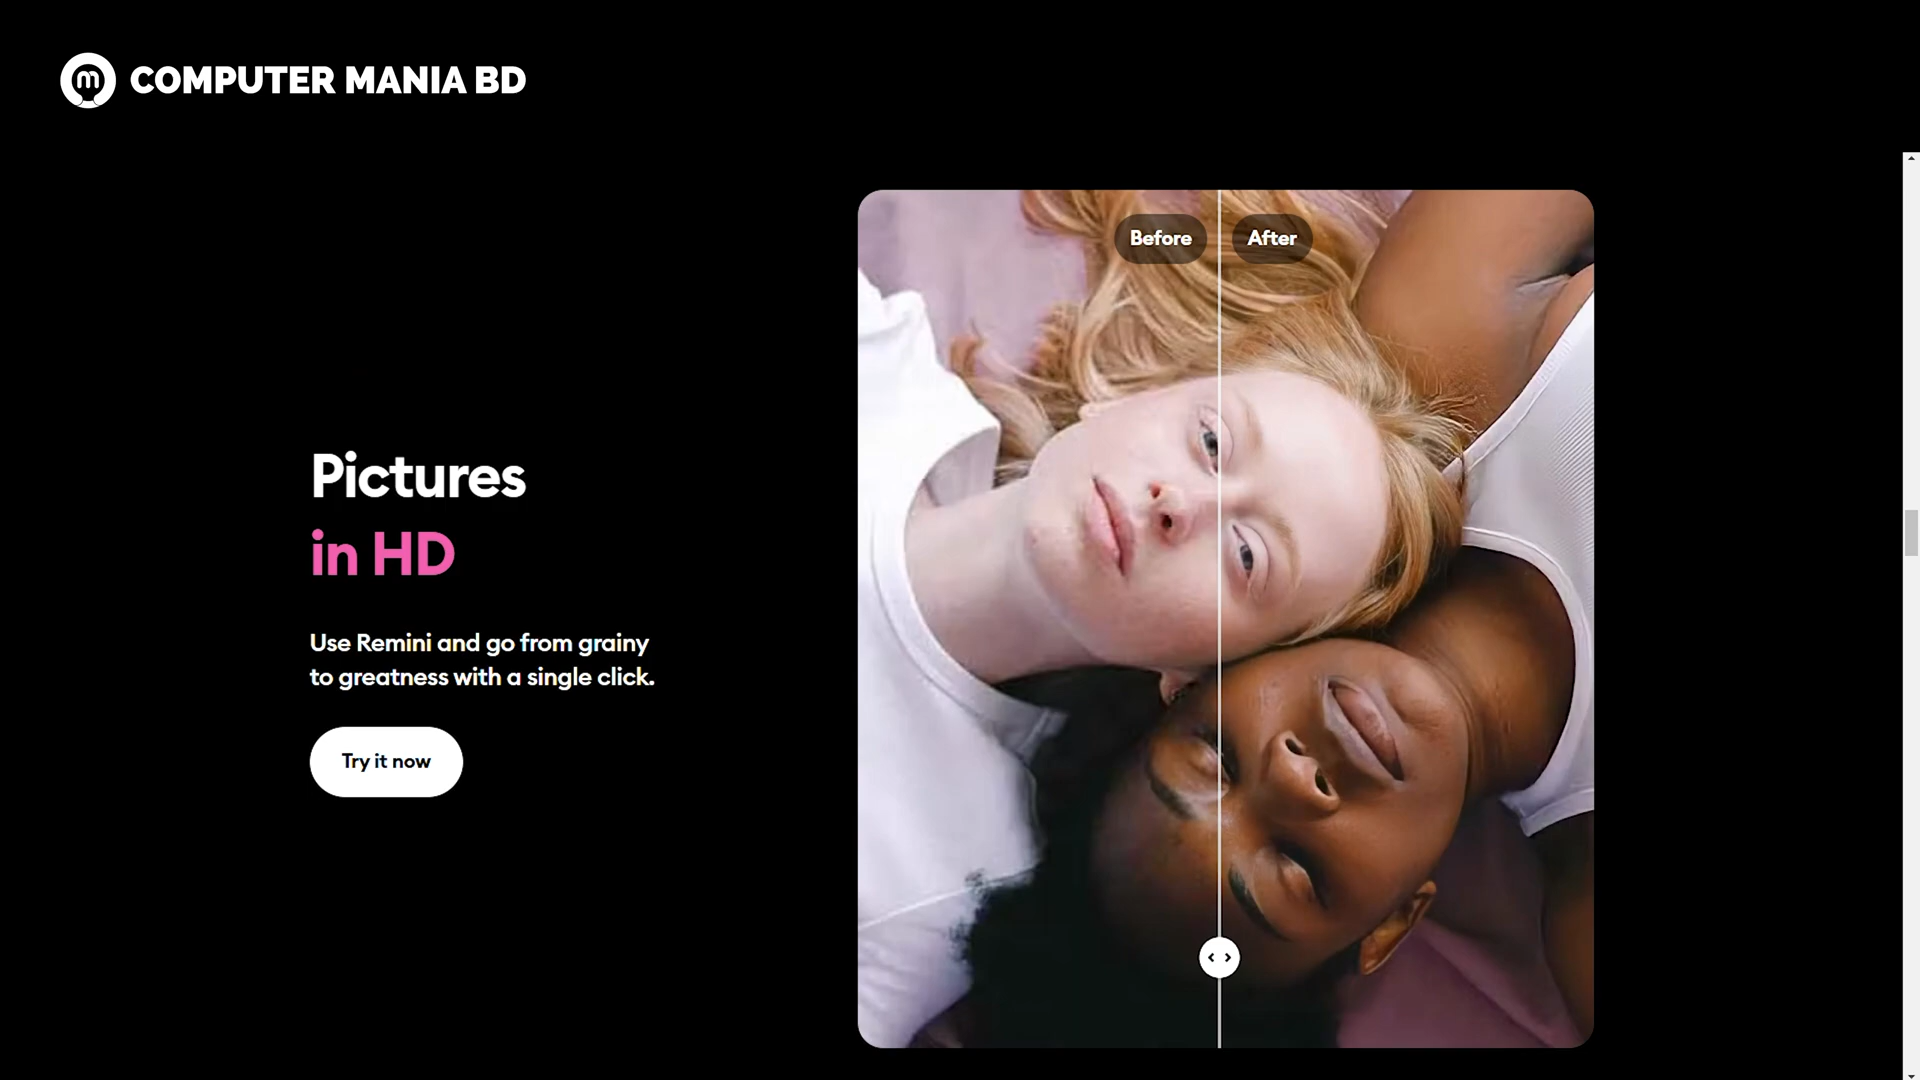 COMPUTER MANIA BD
Before
After
Pictures
in HD
Use Remini and go from grainy
to greatness with a single click.
Try it now